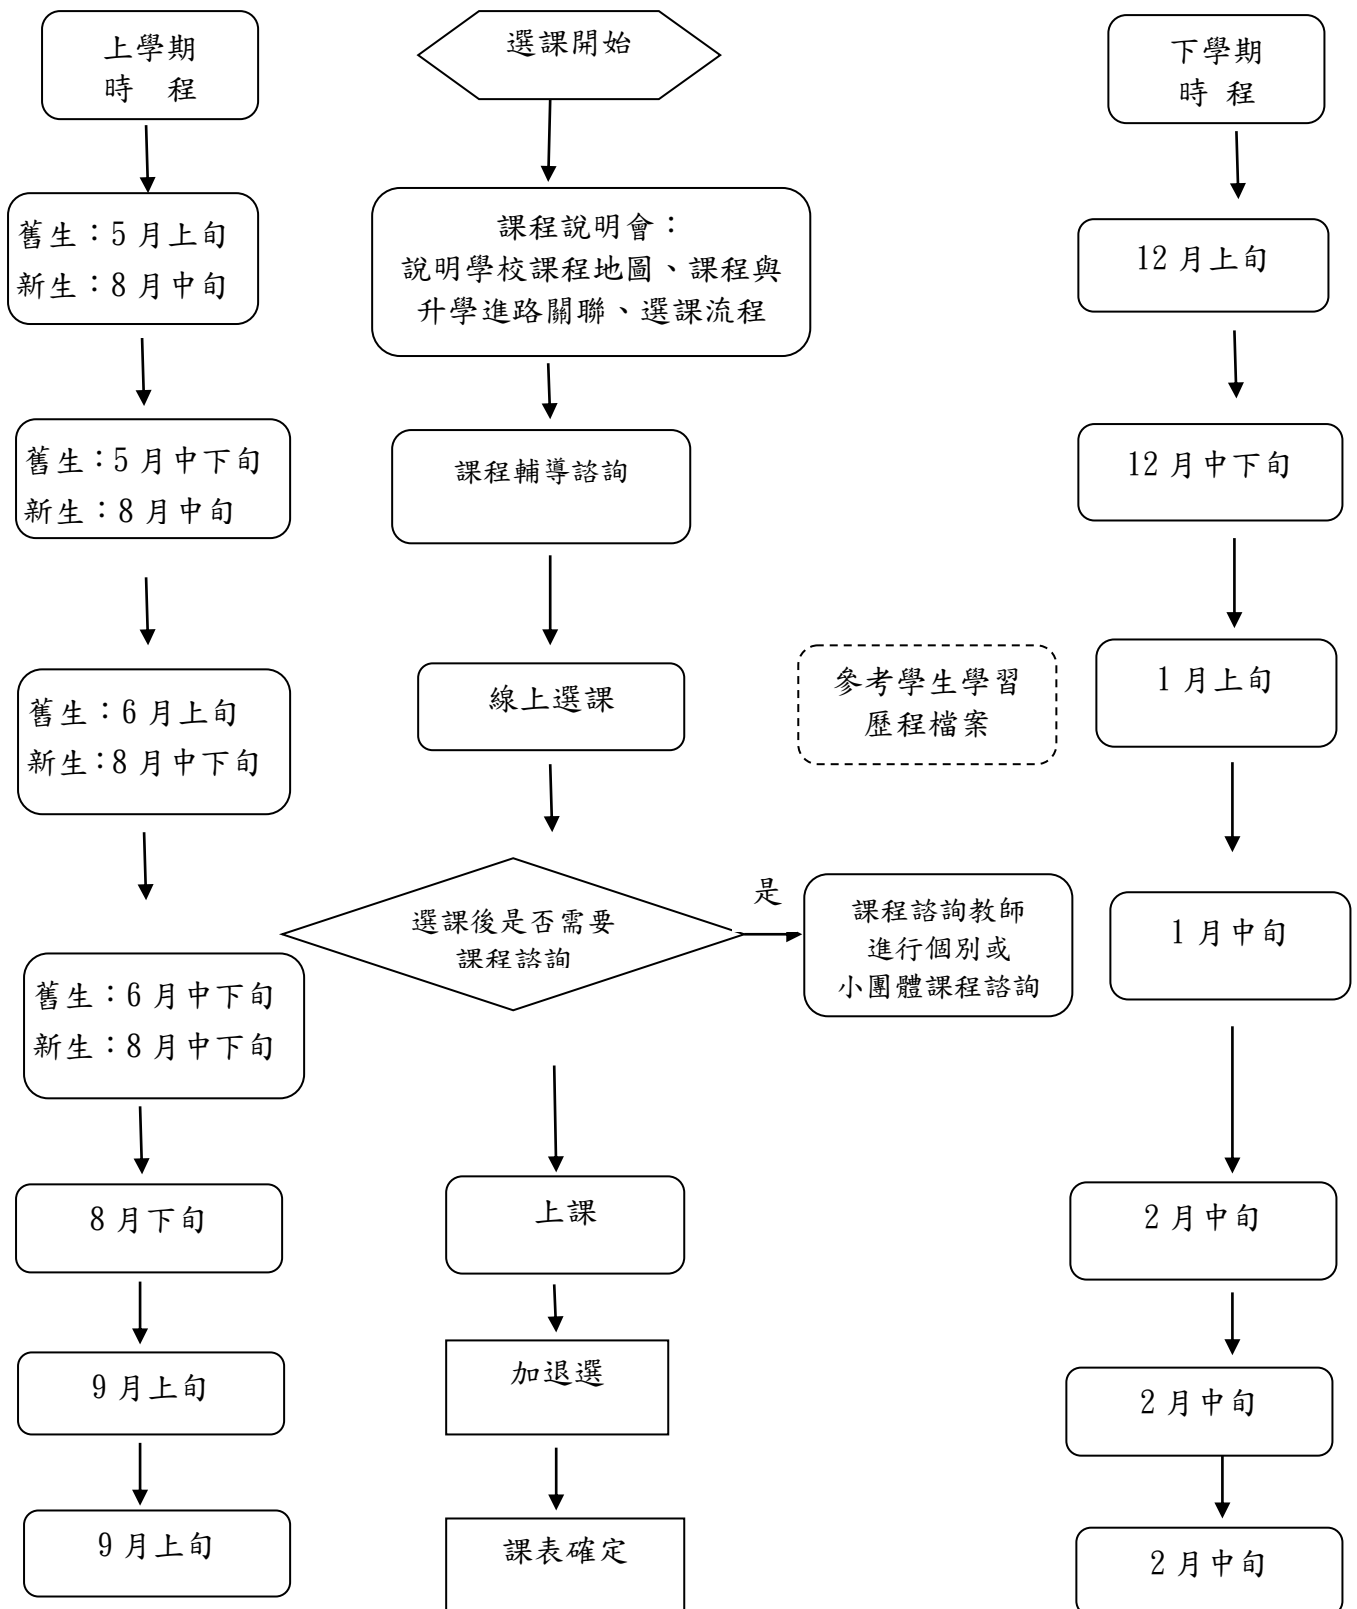 上學期
時　程
舊生：5 月上旬
新生：8 月中旬
舊生：5 月中下旬
新生：8 月中旬
舊生：6 月上旬
新生：8 月中下旬
舊生：6 月中下旬
新生：8 月中下旬
8 月下旬
9 月上旬
9 月上旬
選課開始
課程說明會：
說明學校課程地圖、課程與
升學進路關聯、選課流程
課程輔導諮詢
線上選課
參考學生學習
歷程檔案
選課後是否需要
課程諮詢
是
課程諮詢教師
進行個別或
小團體課程諮詢
上課
加退選
課表確定
下學期
時 程
12 月上旬
12 月中下旬
1 月上旬
1 月中旬
2 月中旬
2 月中旬
2 月中旬